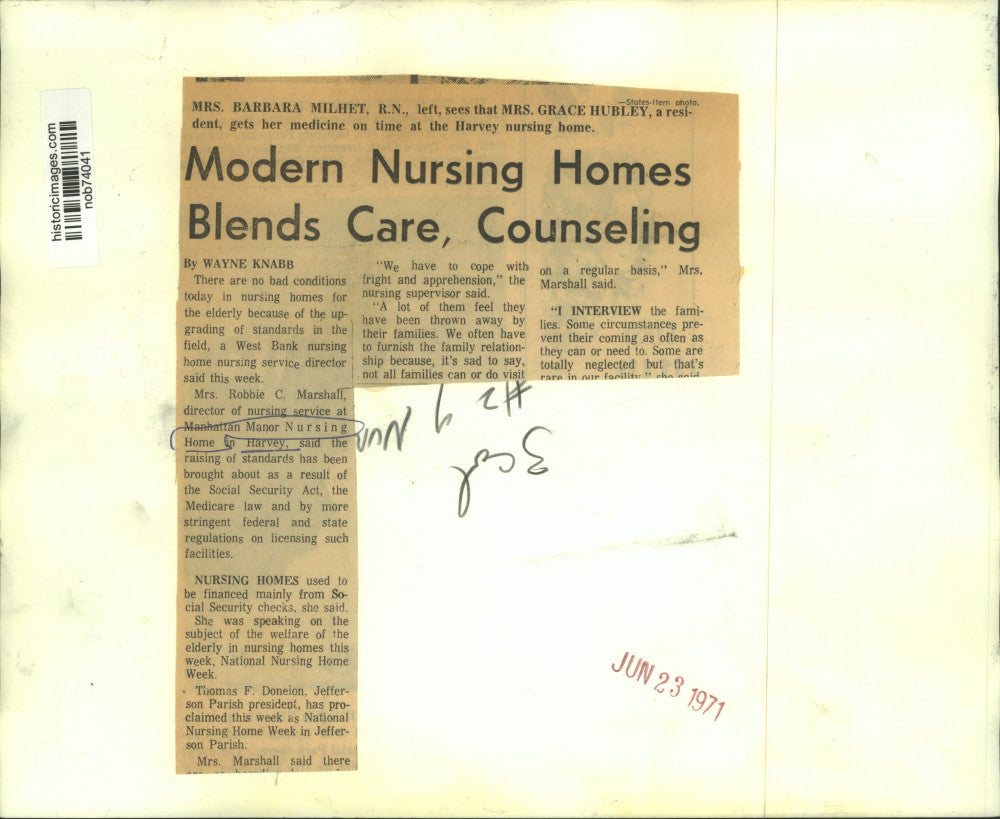 historicimages.com
nob74041
—States-Item photo.
MRS. BARBARA MILHET, R.N., left, sees that MRS. GRACE HUBLEY, a resi-
dent, gets her medicine on time at the Harvey nursing home.
Modern Nursing Homes
Blends Care, Counseling
By WAYNE KNABB
There are no bad conditions
today in nursing homes for
the elderly because of the up-
grading of standards in the
field, a West Bank nursing
home nursing service director
said this week.
Mrs. Robbie C. Marshall,
director of nursing service at
Manhattan Manor Nursing
Home in Harvey, said the
raising of standards has been
brought about as a result of
the Social Security Act, the
Medicare law and by more
stringent federal and state
regulations on licensing such
facilities.
NURSING HOMES used to
be financed mainly from So-
cial Security checks, she said.
She was speaking on the
subject of the welfare of the
elderly in nursing homes this
week, National Nursing Home
Week.
Thomas F. Donelon, Jeffer-
son Parish president, has pro-
claimed this week as National
Nursing Home Week in Jeffer-
son Parish.
Mrs. Marshall said there
"We have to cope with
fright and apprehension," the
nursing supervisor said.
"A lot of them feel they
have been thrown away by
their families. We often have
to furnish the family relation-
ship because, it's sad to say,
not all families can or do visit
on a regular basis," Mrs.
Marshall said.
"I INTERVIEW the fami-
lies. Some circumstances pre-
vent their coming as often as
they can or need to. Some are
totally neglected but that's
rare in our facility," she said
#2
3 Col
JUN 23 1971